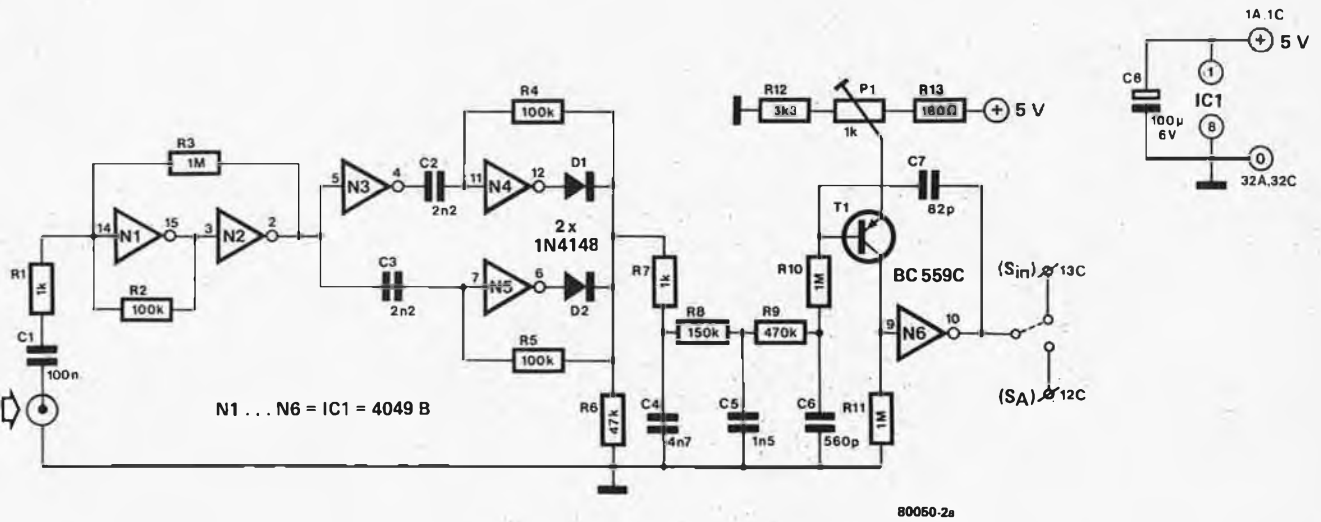 1A.1C
+ 5 V
C8
100µ
6V
1
IC1
8
0
32A,32C
R12
3k3
P1
1k
R13
180Ω
+ 5 V
R4
100k
R3
1M
5
N3
4
C2
2n2
11
N4
12
D1
14
N1
15
3
N2
2
2 x
1N4148
R1
1k
R2
100k
C3
2n2
7
N5
6
D2
R5
100k
C1
100n
N1 . . . N6 = IC1 = 4049 B
R6
47k
R7
1k
R8
150k
R9
470k
R10
1M
T1
BC 559C
C7
82p
9
N6
10
(Sin)
13C
(SA)
12C
C4
4n7
C5
1n5
C6
560p
R11
1M
80050-2a